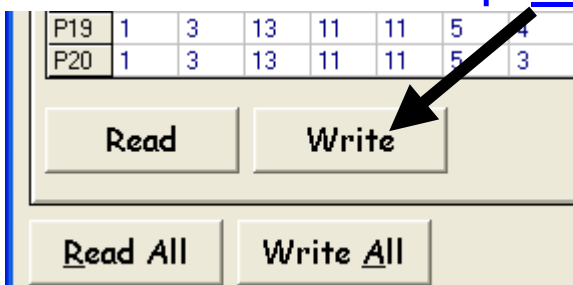 P19 1 3 13 11 11 5 4
P20 1 3 13 11 11 5 3
Read Write
Read All Write All